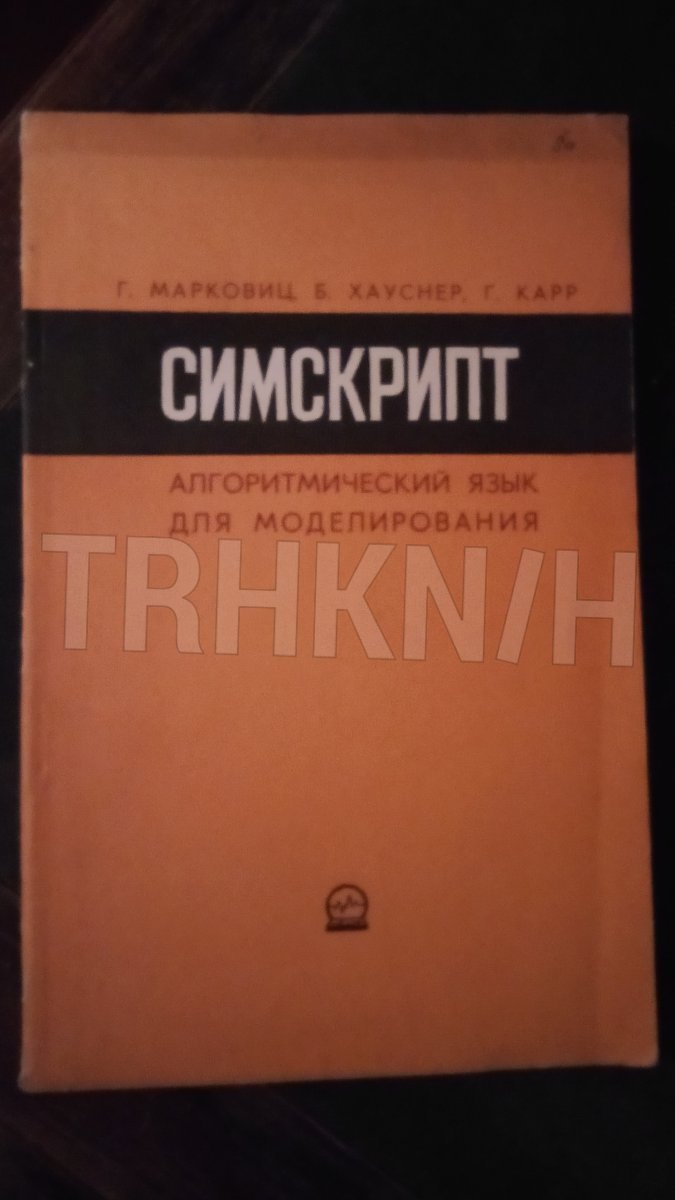 Г. МАРКОВИЦ, Б. ХАУСНЕР, Г. КАРР
СИМСКРИПТ
АЛГОРИТМИЧЕСКИЙ ЯЗЫК
ДЛЯ МОДЕЛИРОВАНИЯ
TRHKN/H